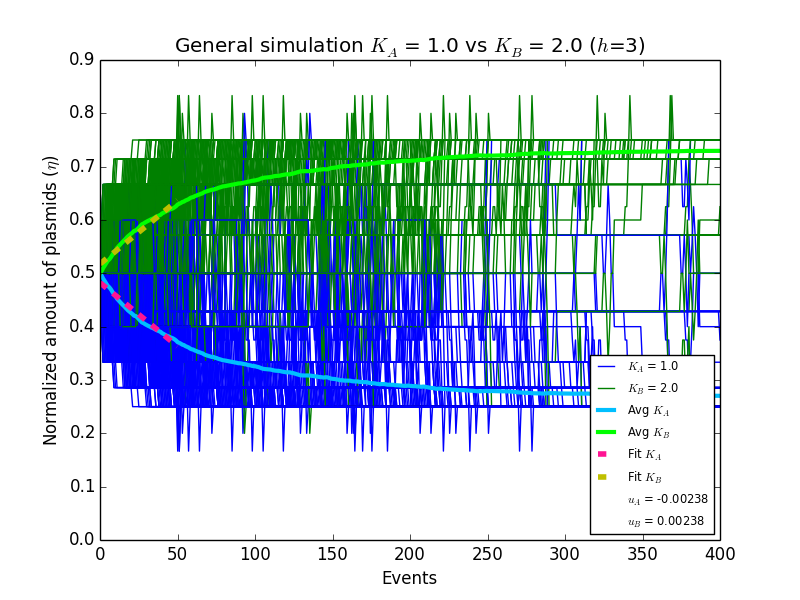 General simulation K_A = 1.0 vs K_B = 2.0 (h=3)
Normalized amount of plasmids (η)
0.9
0.8
0.7
0.6
0.5
0.4
0.3
0.2
0.1
0.0
K_A = 1.0
K_B = 2.0
Avg K_A
Avg K_B
Fit K_A
Fit K_B
u_A = -0.00238
u_B = 0.00238
0 50 100 150 200 250 300 350 400
Events